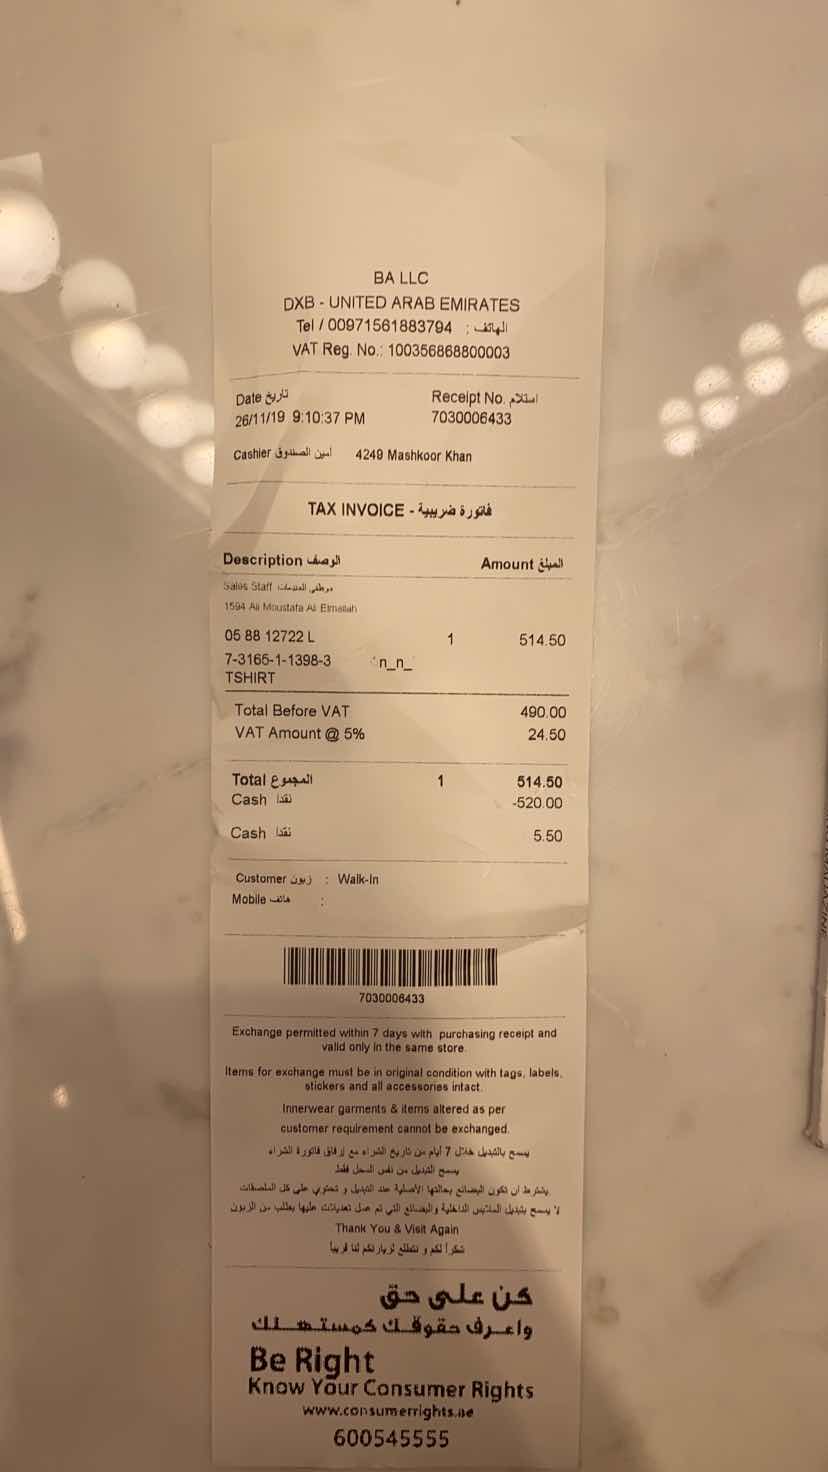 BA LLC
DXB - UNITED ARAB EMIRATES
Tel / 00971561883794 : الهاتف
VAT Reg. No.: 100356868800003
Date تاريخ Receipt No. استلام
26/11/19 9:10:37 PM 7030006433
Cashier أمين الصندوق 4249 Mashkoor Khan
TAX INVOICE - فاتورة ضريبية
Description الوصف Amount المبلغ
Sales Staff
1594 Ali Moustafa Ali Elmallah
05 88 12722 L 1 514.50
7-3165-1-1398-3 n_n_
TSHIRT
Total Before VAT 490.00
VAT Amount @ 5% 24.50
Total المجموع 1 514.50
Cash نقدا -520.00
Cash نقدا 5.50
Customer زبون : Walk-In
Mobile هاتف :
7030006433
Exchange permitted within 7 days with purchasing receipt and
valid only in the same store.
Items for exchange must be in original condition with tags, labels,
stickers and all accessories intact.
Innerwear garments & items altered as per
customer requirement cannot be exchanged.
يسمح بالتبديل خلال 7 أيام من تاريخ الشراء مع إرفاق فاتورة الشراء
يسمح التبديل من نفس المحل فقط
يشترط ان تكون البضائع بحالتها الأصلية عند التبديل و تحتوي على كل الملصقات
لا يسمح بتبديل الملابس الداخلية والبضائع التي تم عمل تعديلات عليها بطلب من الزبون
Thank You & Visit Again
شكراً لكم و نتطلع لزيارتكم لنا قريباً
كن على حق
واعرف حقوقك كمستهلك
Be Right
Know Your Consumer Rights
www.consumerrights.ae
600545555